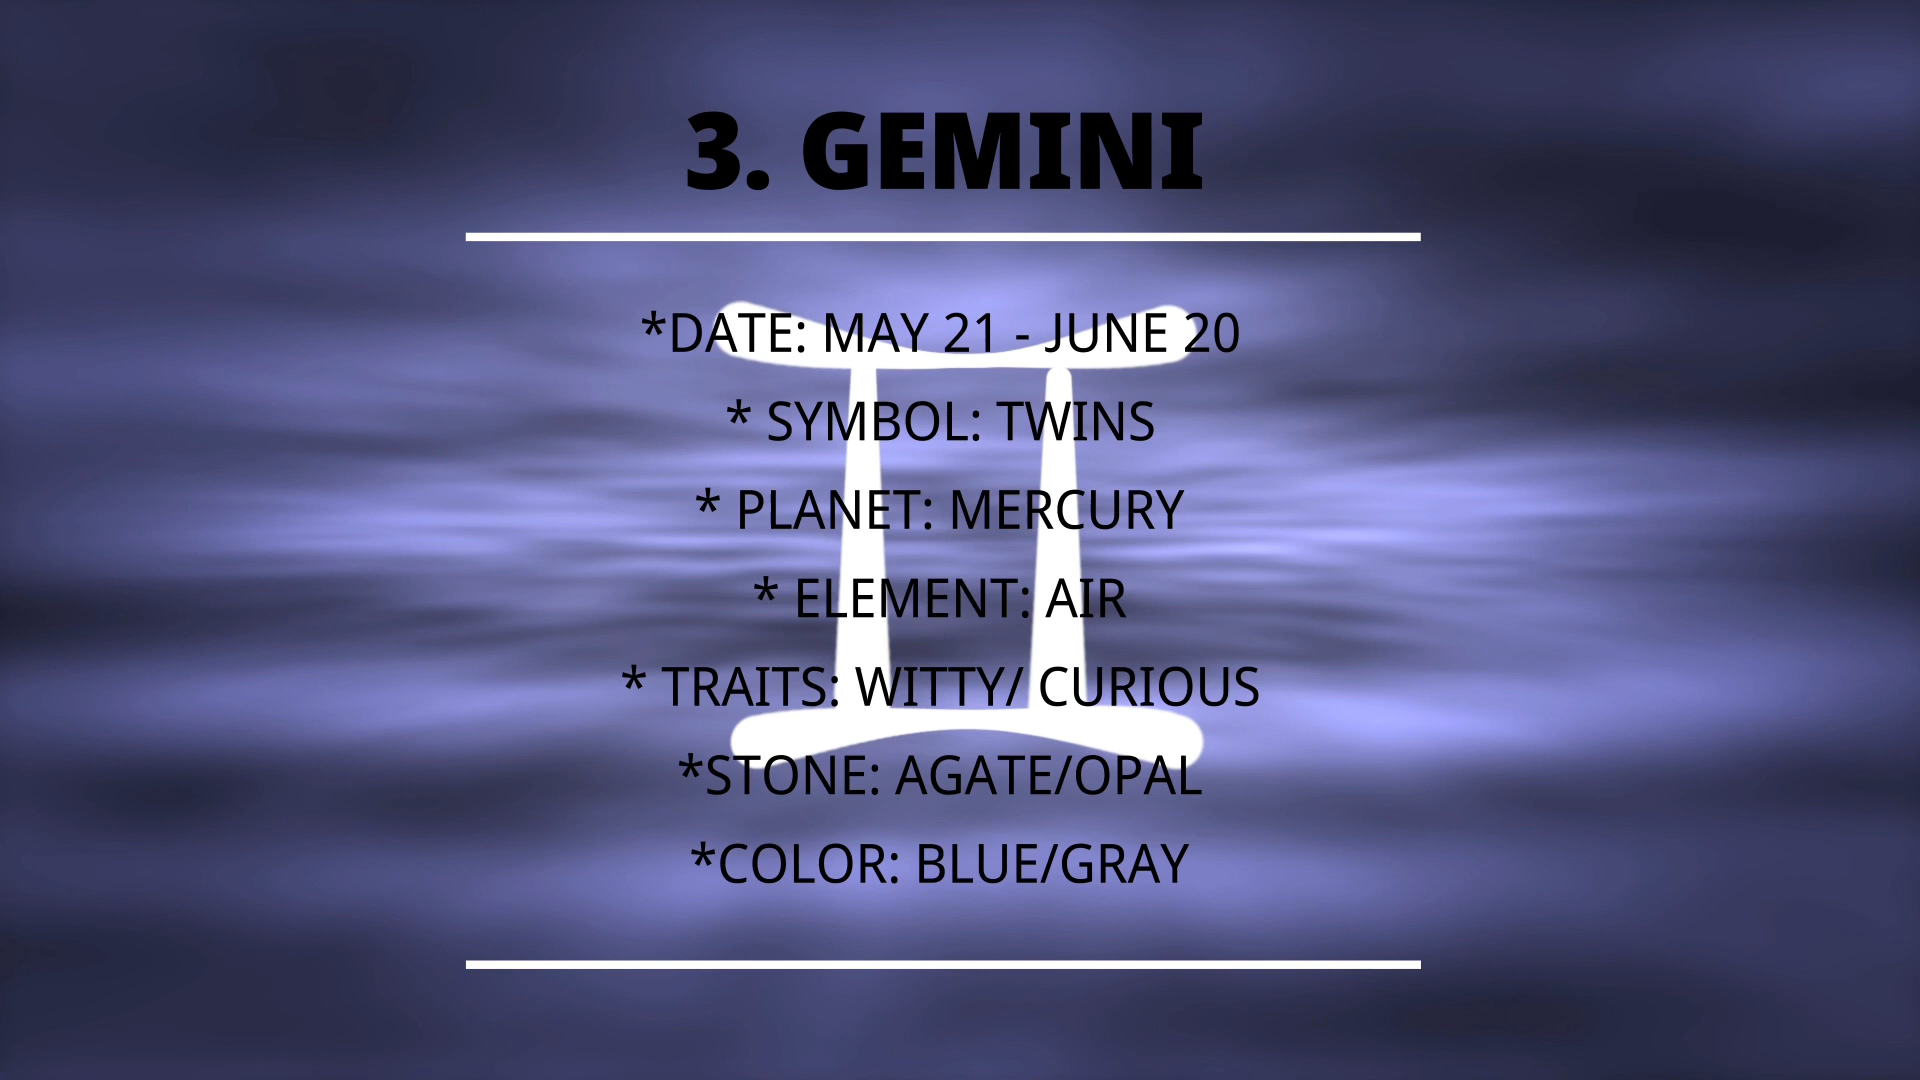 3. GEMINI
*DATE: MAY 21 - JUNE 20
* SYMBOL: TWINS
* PLANET: MERCURY
* ELEMENT: AIR
* TRAITS: WITTY/ CURIOUS
*STONE: AGATE/OPAL
*COLOR: BLUE/GRAY